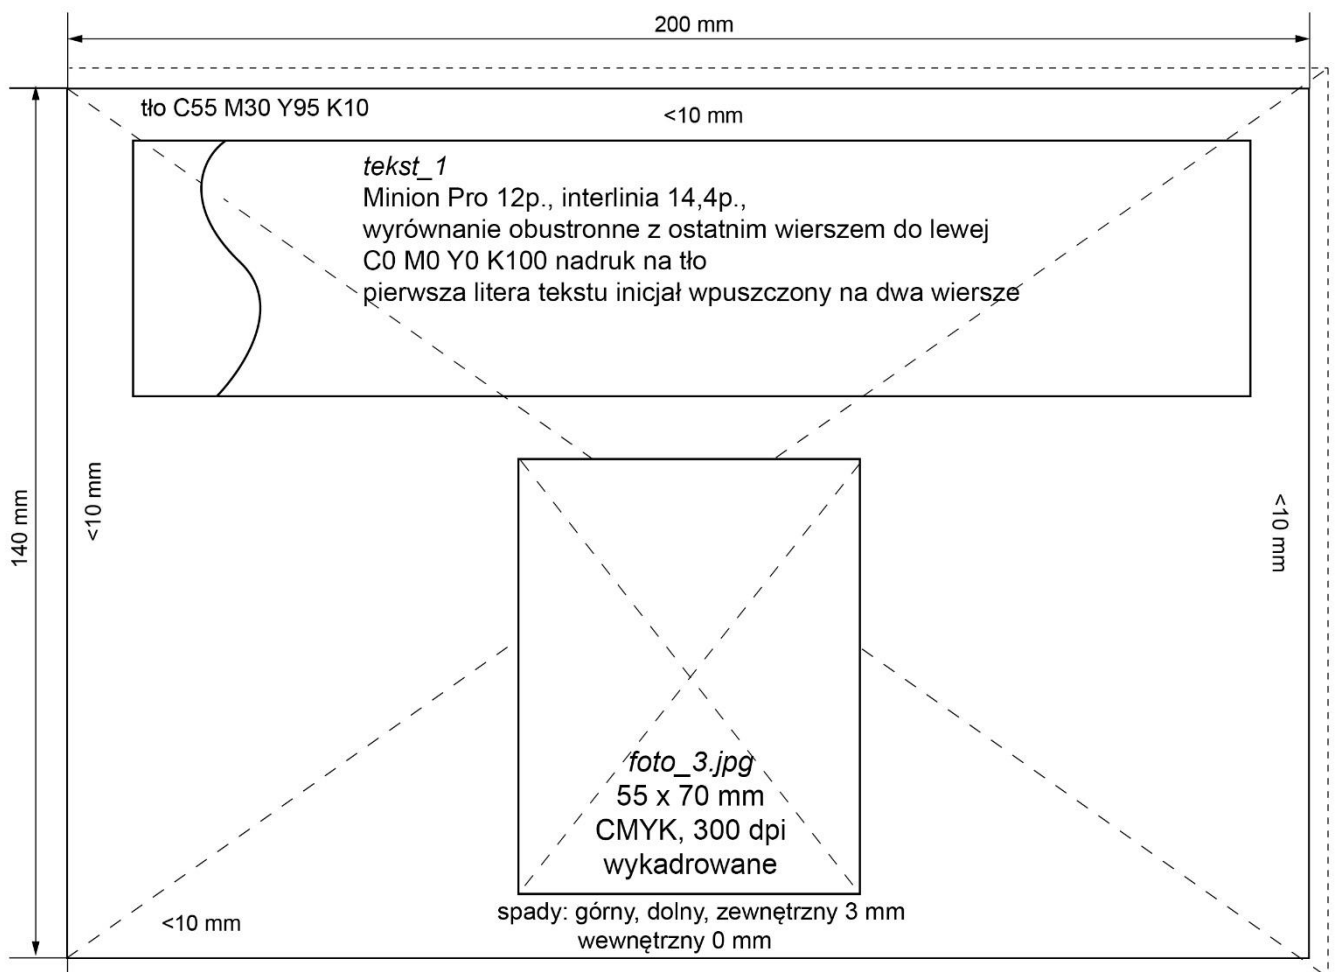 200 mm
tło C55 M30 Y95 K10
<10 mm
tekst_1
Minion Pro 12p., interlinia 14,4p.,
wyrównanie obustronne z ostatnim wierszem do lewej
C0 M0 Y0 K100 nadruk na tło
pierwsza litera tekstu inicjał wpuszczony na dwa wiersze
140 mm
<10 mm
<10 mm
foto_3.jpg
55 x 70 mm
CMYK, 300 dpi
wykadrowane
<10 mm
spady: górny, dolny, zewnętrzny 3 mm
wewnętrzny 0 mm